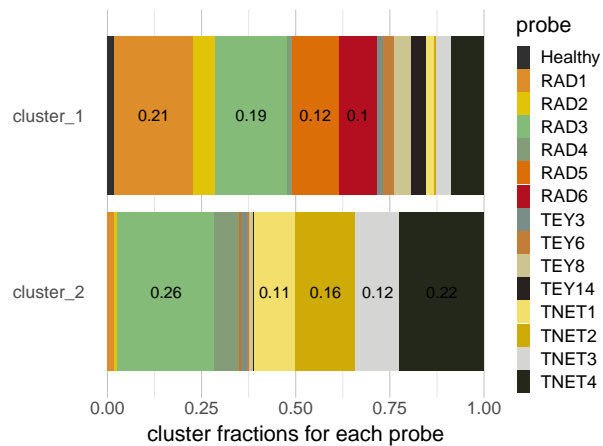 probe
Healthy
RAD1
RAD2
RAD3
RAD4
RAD5
RAD6
TEY3
TEY6
TEY8
TEY14
TNET1
TNET2
TNET3
TNET4
cluster_1
0.21 0.19 0.12 0.1
cluster_2
0.26 0.11 0.16 0.12 0.22
0.00 0.25 0.50 0.75 1.00
cluster fractions for each probe